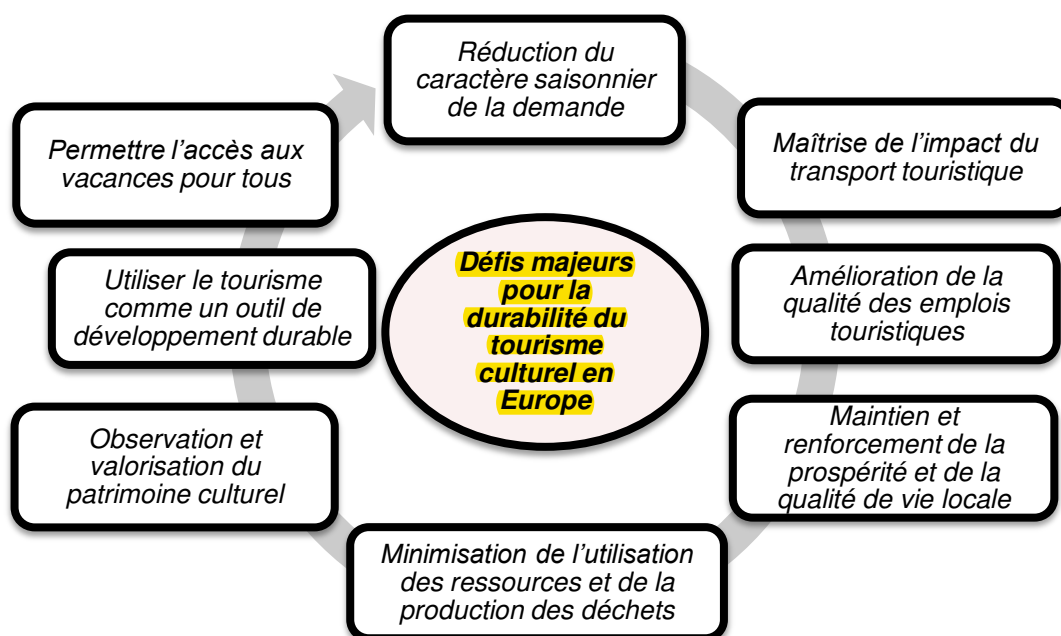 Réduction du
caractère saisonnier
de la demande
Maîtrise de l'impact du
transport touristique
Amélioration de la
qualité des emplois
touristiques
Maintien et
renforcement de la
prospérité et de la
qualité de vie locale
Minimisation de l'utilisation
des ressources et de la
production des déchets
Observation et
valorisation du
patrimoine culturel
Utiliser le tourisme
comme un outil de
développement durable
Permettre l'accès aux
vacances pour tous
Défis majeurs
pour la
durabilité du
tourisme
culturel en
Europe